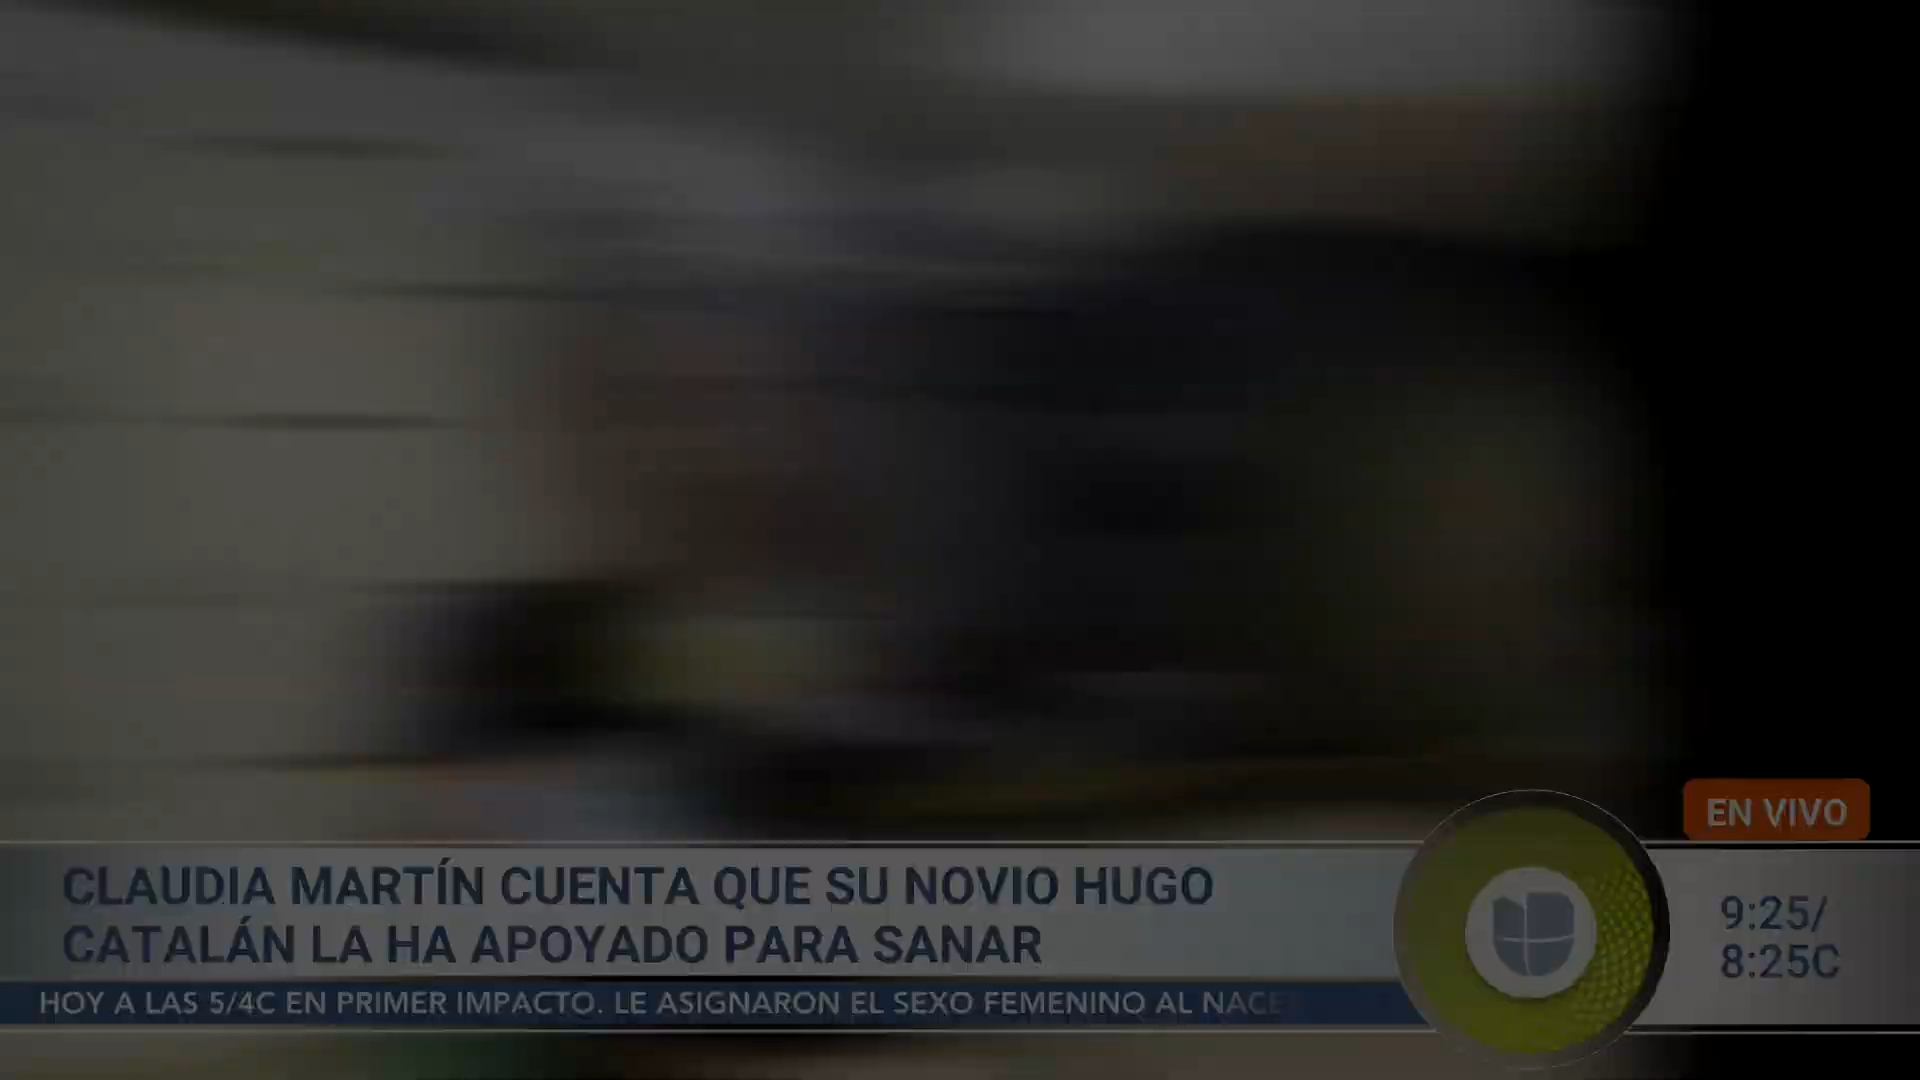 EN VIVO
CLAUDIA MARTÍN CUENTA QUE SU NOVIO HUGO
CATALÁN LA HA APOYADO PARA SANAR
9:25/
8:25C
HOY A LAS 5/4C EN PRIMER IMPACTO. LE ASIGNARON EL SEXO FEMENINO AL NACE